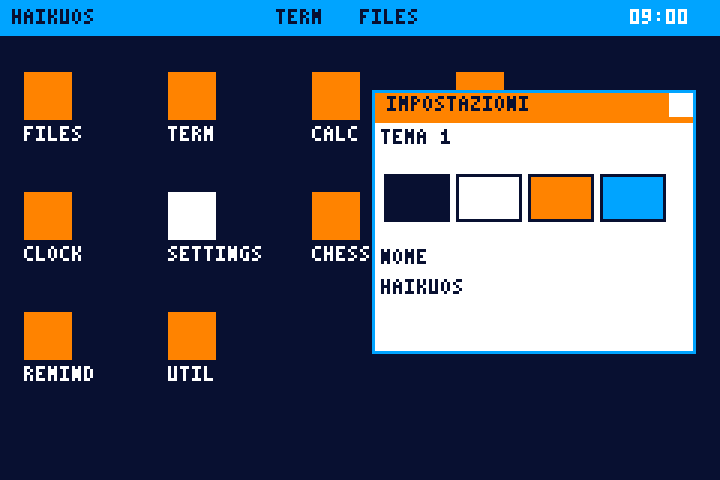 HAIKUOS TERM FILES 09:00
IMPOSTAZIONI
FILES TERM CALC
TEMA 1
CLOCK SETTINGS CHESS
NOME
HAIKUOS
REMIND UTIL